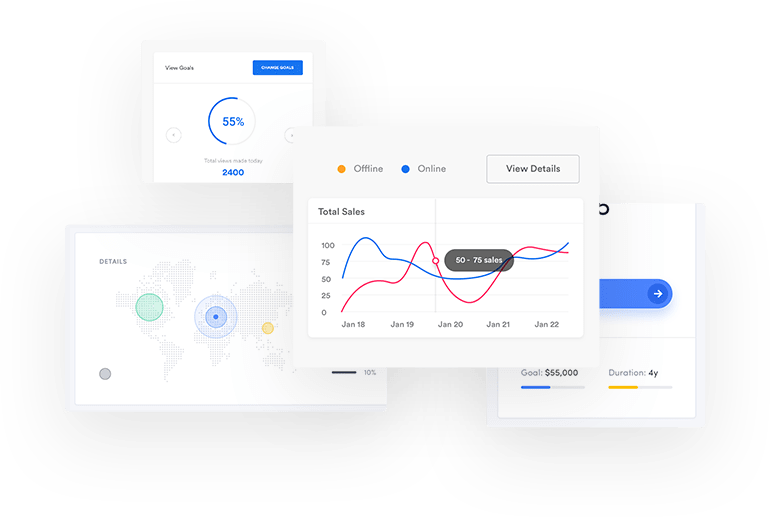 View Goals
CHANGE GOALS
55%
Total views made today
2400
Offline
Online
View Details
Total Sales
100
75
50
25
0
50 - 75 sales
Jan 18
Jan 19
Jan 20
Jan 21
Jan 22
DETAILS
10%
Goal: $55,000
Duration: 4y